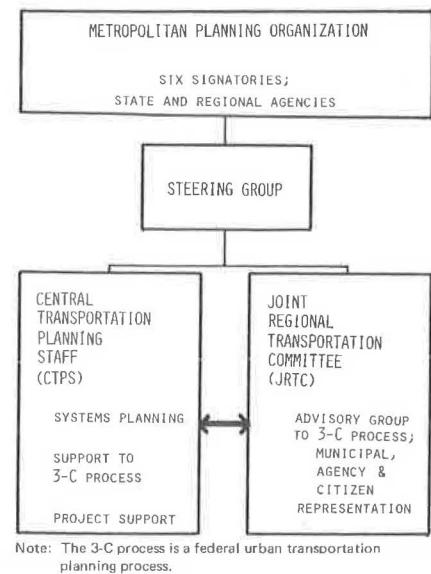 METROPOLITAN PLANNING ORGANIZATION
SIX SIGNATORIES;
STATE AND REGIONAL AGENCIES
STEERING GROUP
CENTRAL
TRANSPORTATION
PLANNING
STAFF
(CTPS)
SYSTEMS PLANNING
SUPPORT TO
3-C PROCESS
PROJECT SUPPORT
JOINT
REGIONAL
TRANSPORTATION
COMMITTEE
(JRTC)
ADVISORY GROUP
TO 3-C PROCESS;
MUNICIPAL,
AGENCY &
CITIZEN
REPRESENTATION
Note: The 3-C process is a federal urban transportation
planning process.